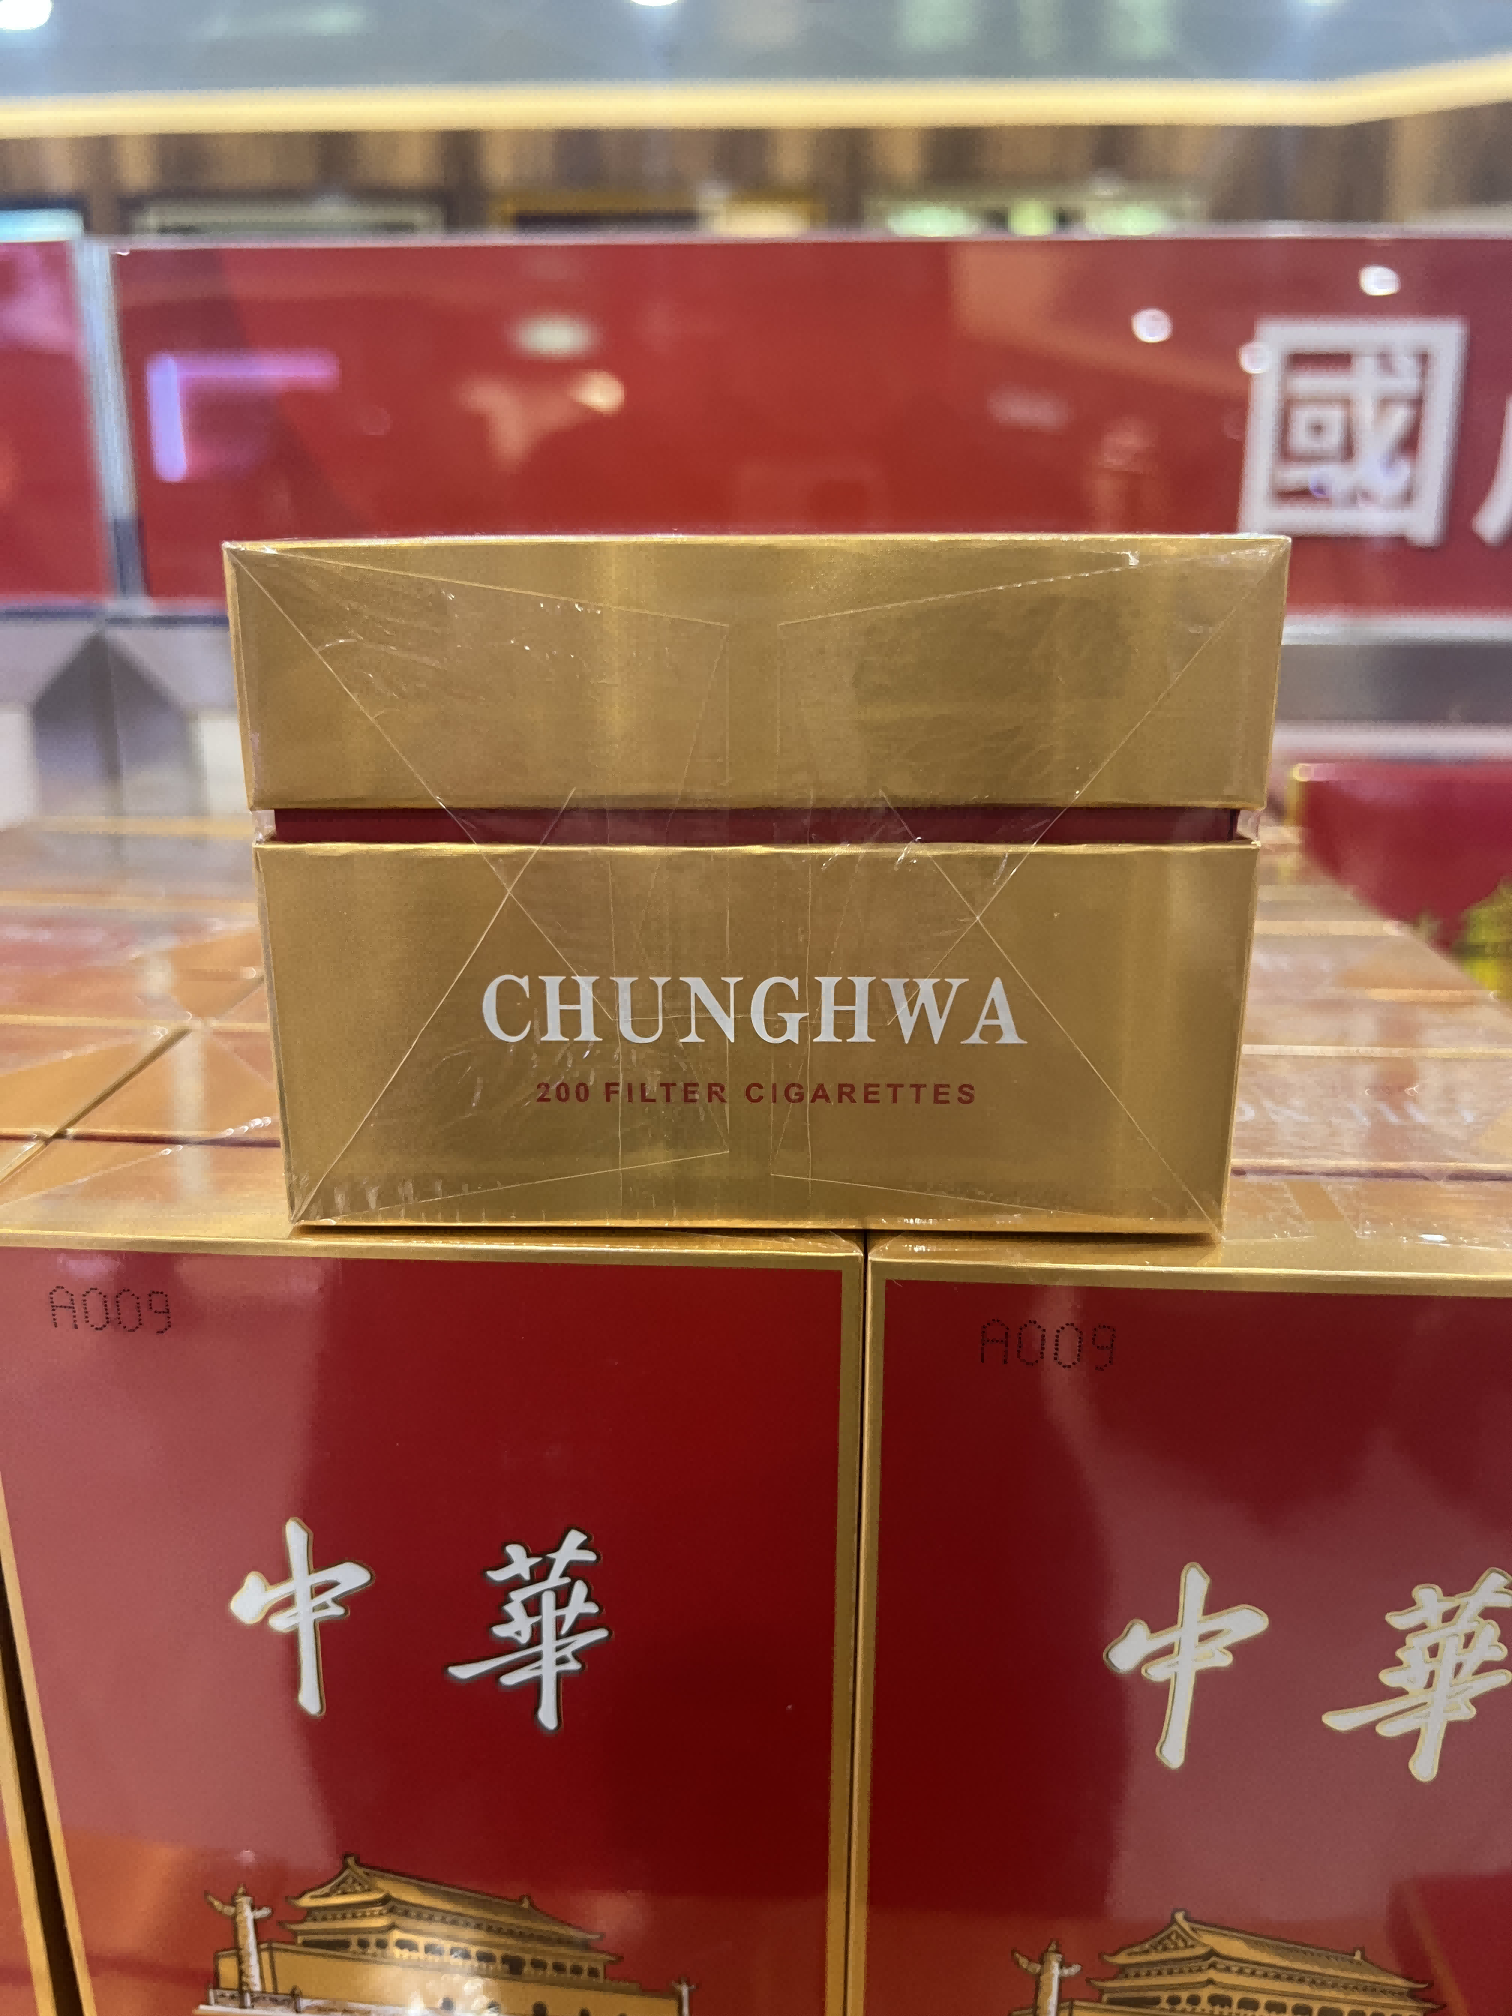 國
CHUNGHWA
200 FILTER CIGARETTES
A009
A009
中華
中華